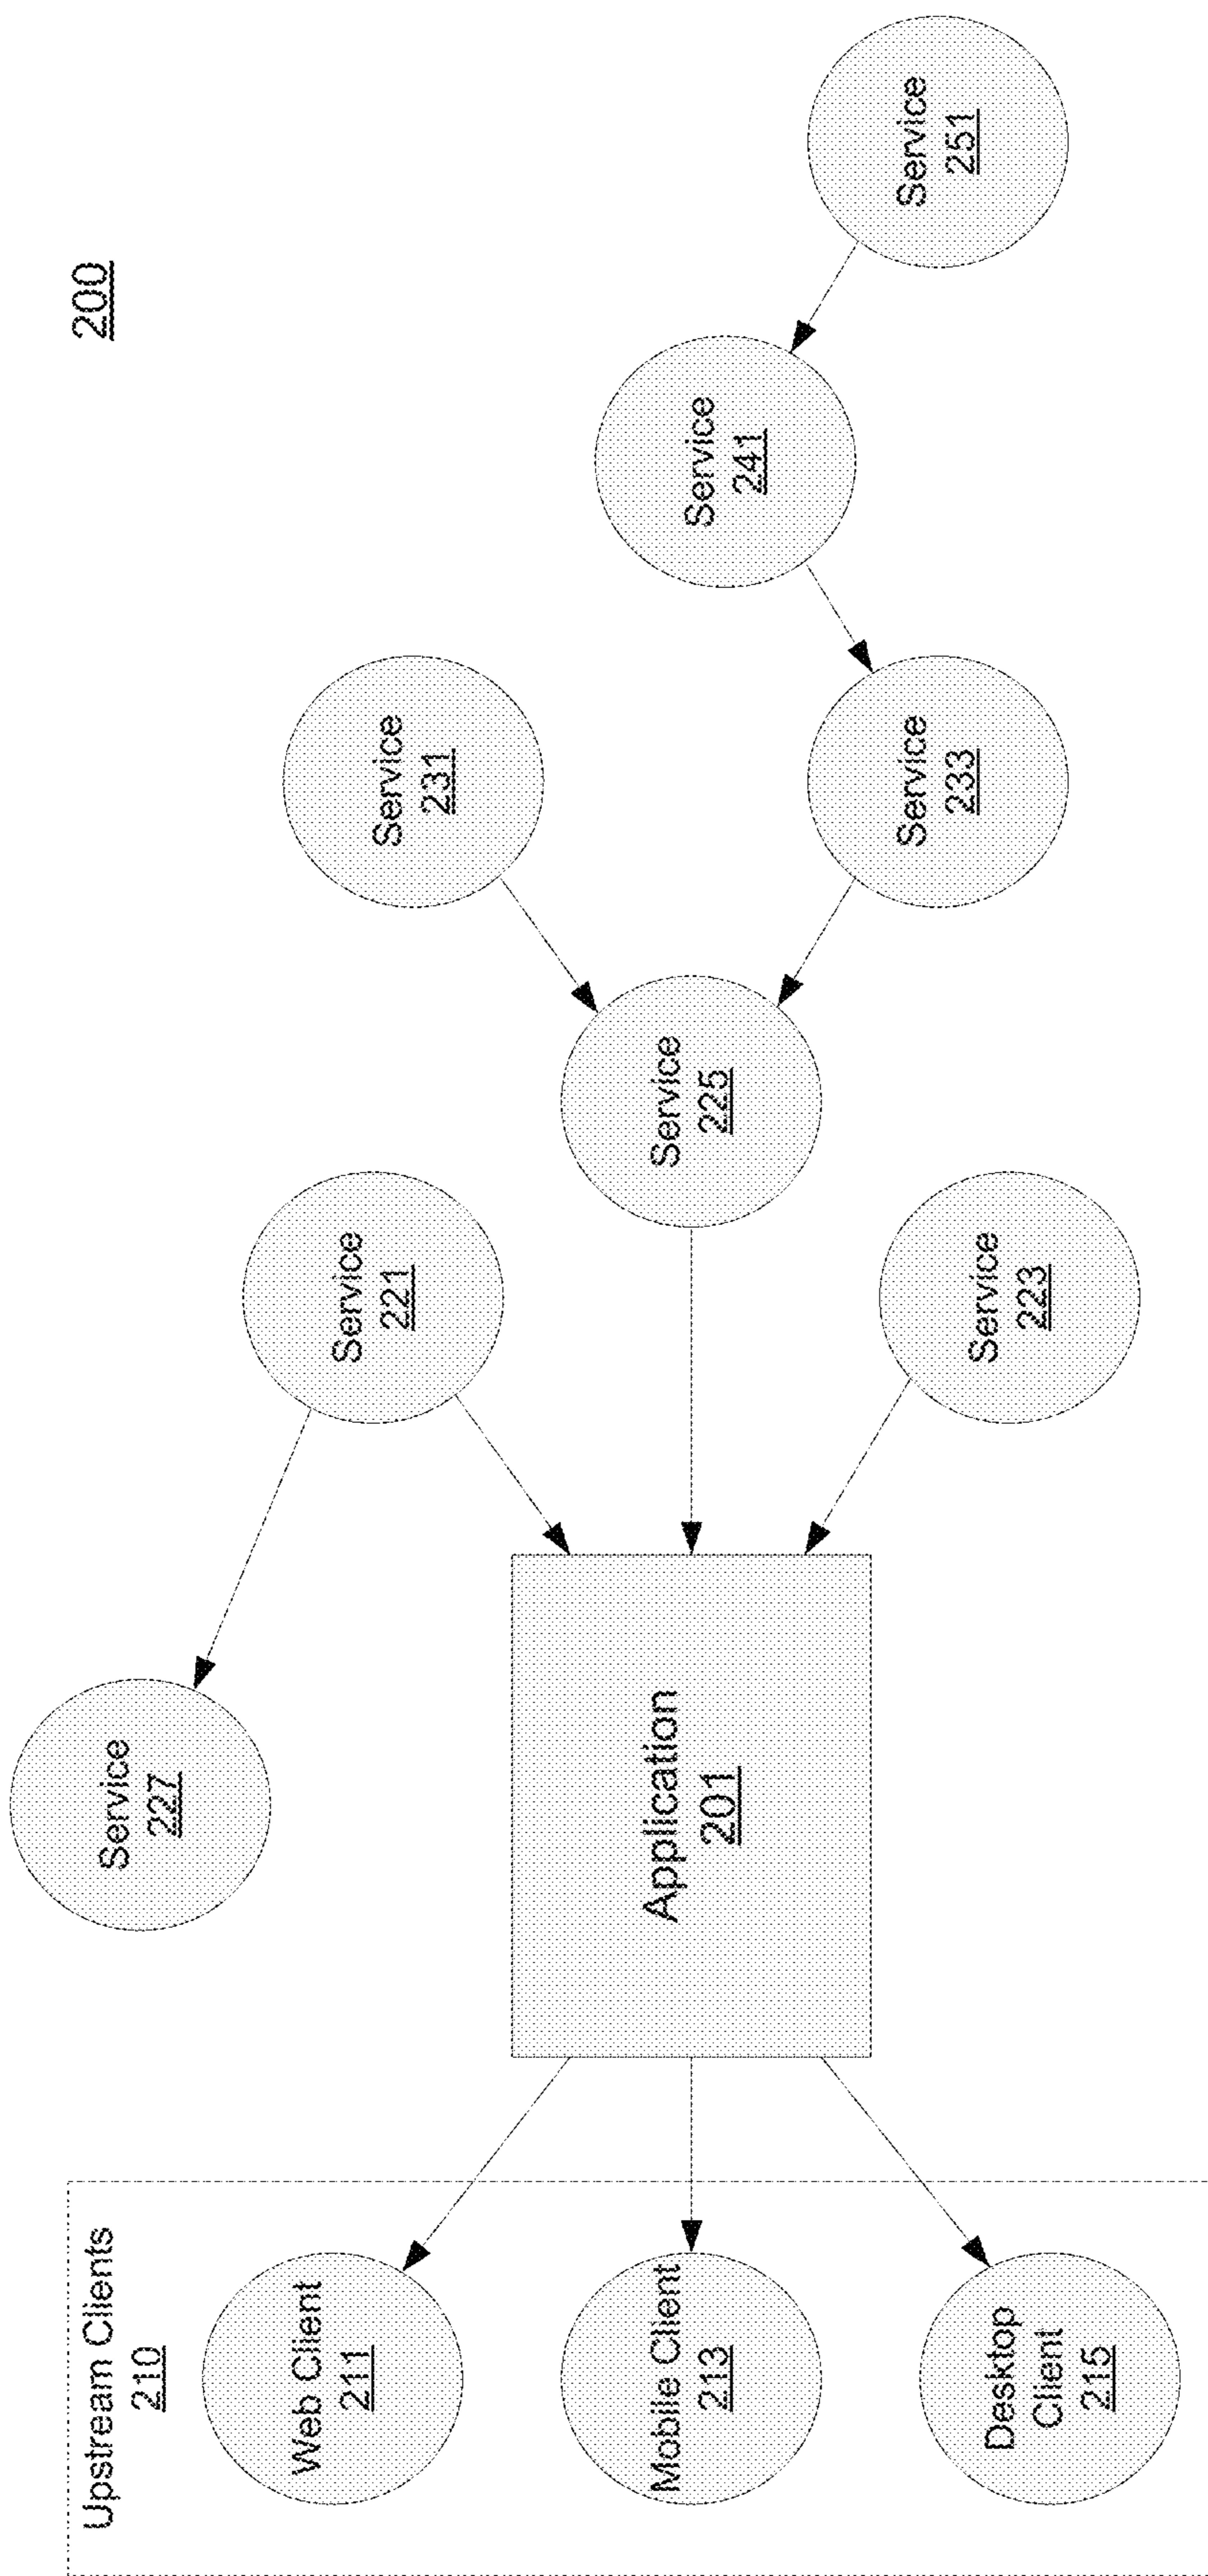 200
Upstream Clients
210
Web Client
211
Mobile Client
213
Desktop
Client
215
Application
201
Service
227
Service
221
Service
223
Service
225
Service
231
Service
233
Service
241
Service
251